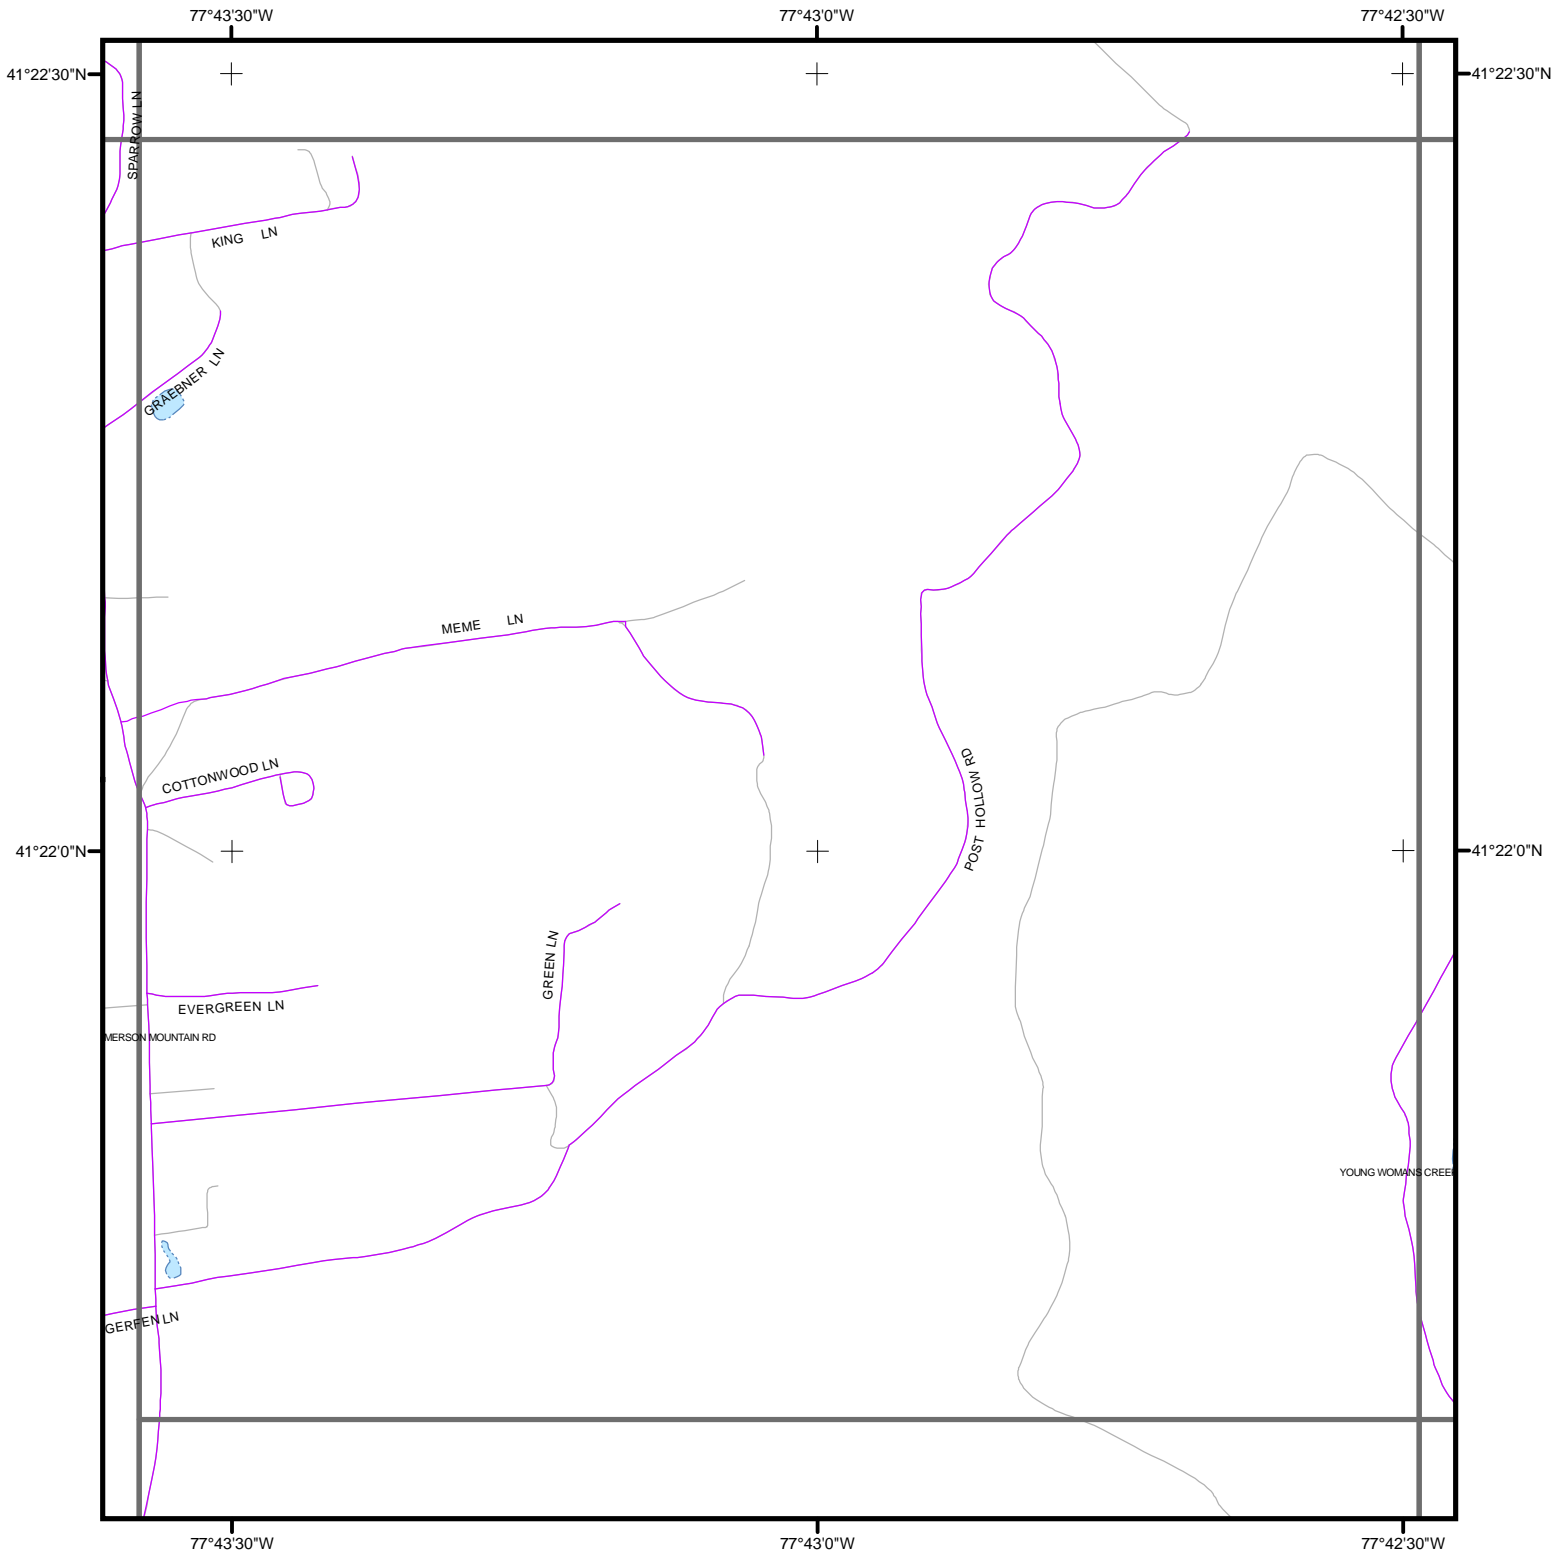 77°43'30"W
77°43'0"W
77°42'30"W
41°22'30"N
41°22'30"N
SPARROW LN
KING LN
GRAEBNER LN
MEME LN
POST HOLLOW RD
COTTONWOOD LN
41°22'0"N
41°22'0"N
GREEN LN
EVERGREEN LN
MERSON MOUNTAIN RD
YOUNG WOMANS CREEK
GERFEN LN
77°43'30"W
77°43'0"W
77°42'30"W